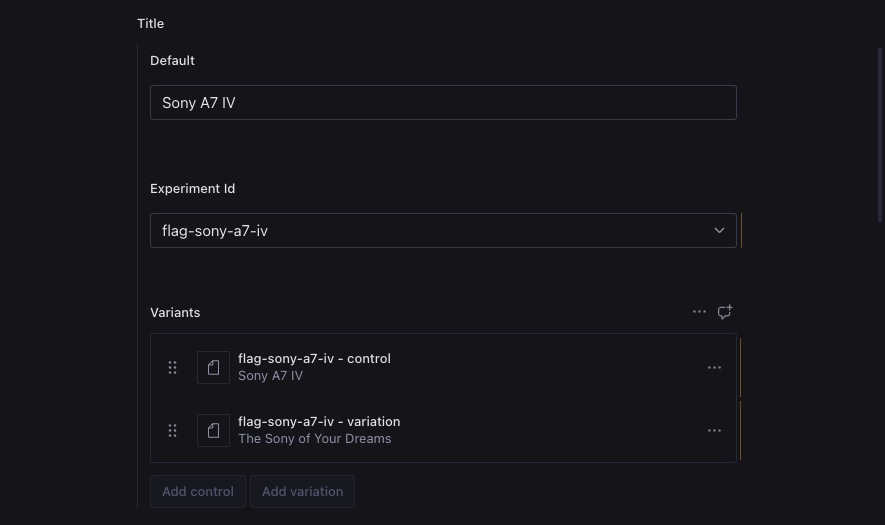 Title
Default
Sony A7 IV
Experiment Id
flag-sony-a7-iv
Variants
flag-sony-a7-iv - control
Sony A7 IV
flag-sony-a7-iv - variation
The Sony of Your Dreams
Add control
Add variation